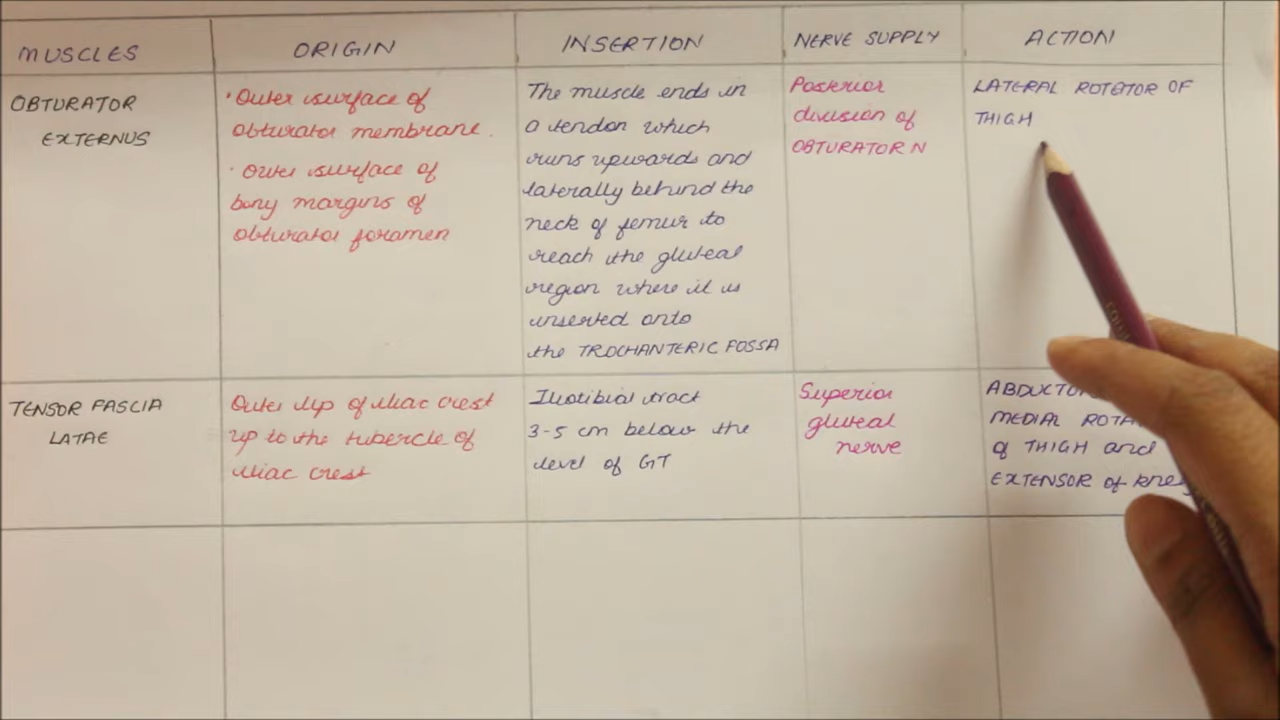 MUSCLES
ORIGIN
INSERTION
NERVE SUPPLY
ACTION
OBTURATOR
EXTERNUS
• Outer surface of
obturator membrane.
• Outer surface of
bony margins of
obturator foramen
The muscle ends in
a tendon which
runs upwards and
laterally behind the
neck of femur to
reach the gluteal
region where it is
inserted onto
the TROCHANTERIC FOSSA
Posterior
division of
OBTURATOR N
LATERAL ROTATOR OF
THIGH
TENSOR FASCIA
LATAE
Outer lip of iliac crest
up to the tubercle of
iliac crest
Iliotibial tract
3-5 cm below the
level of GT
Superior
gluteal
nerve
MEDIAL
of THIGH and
EXTENSOR of knee